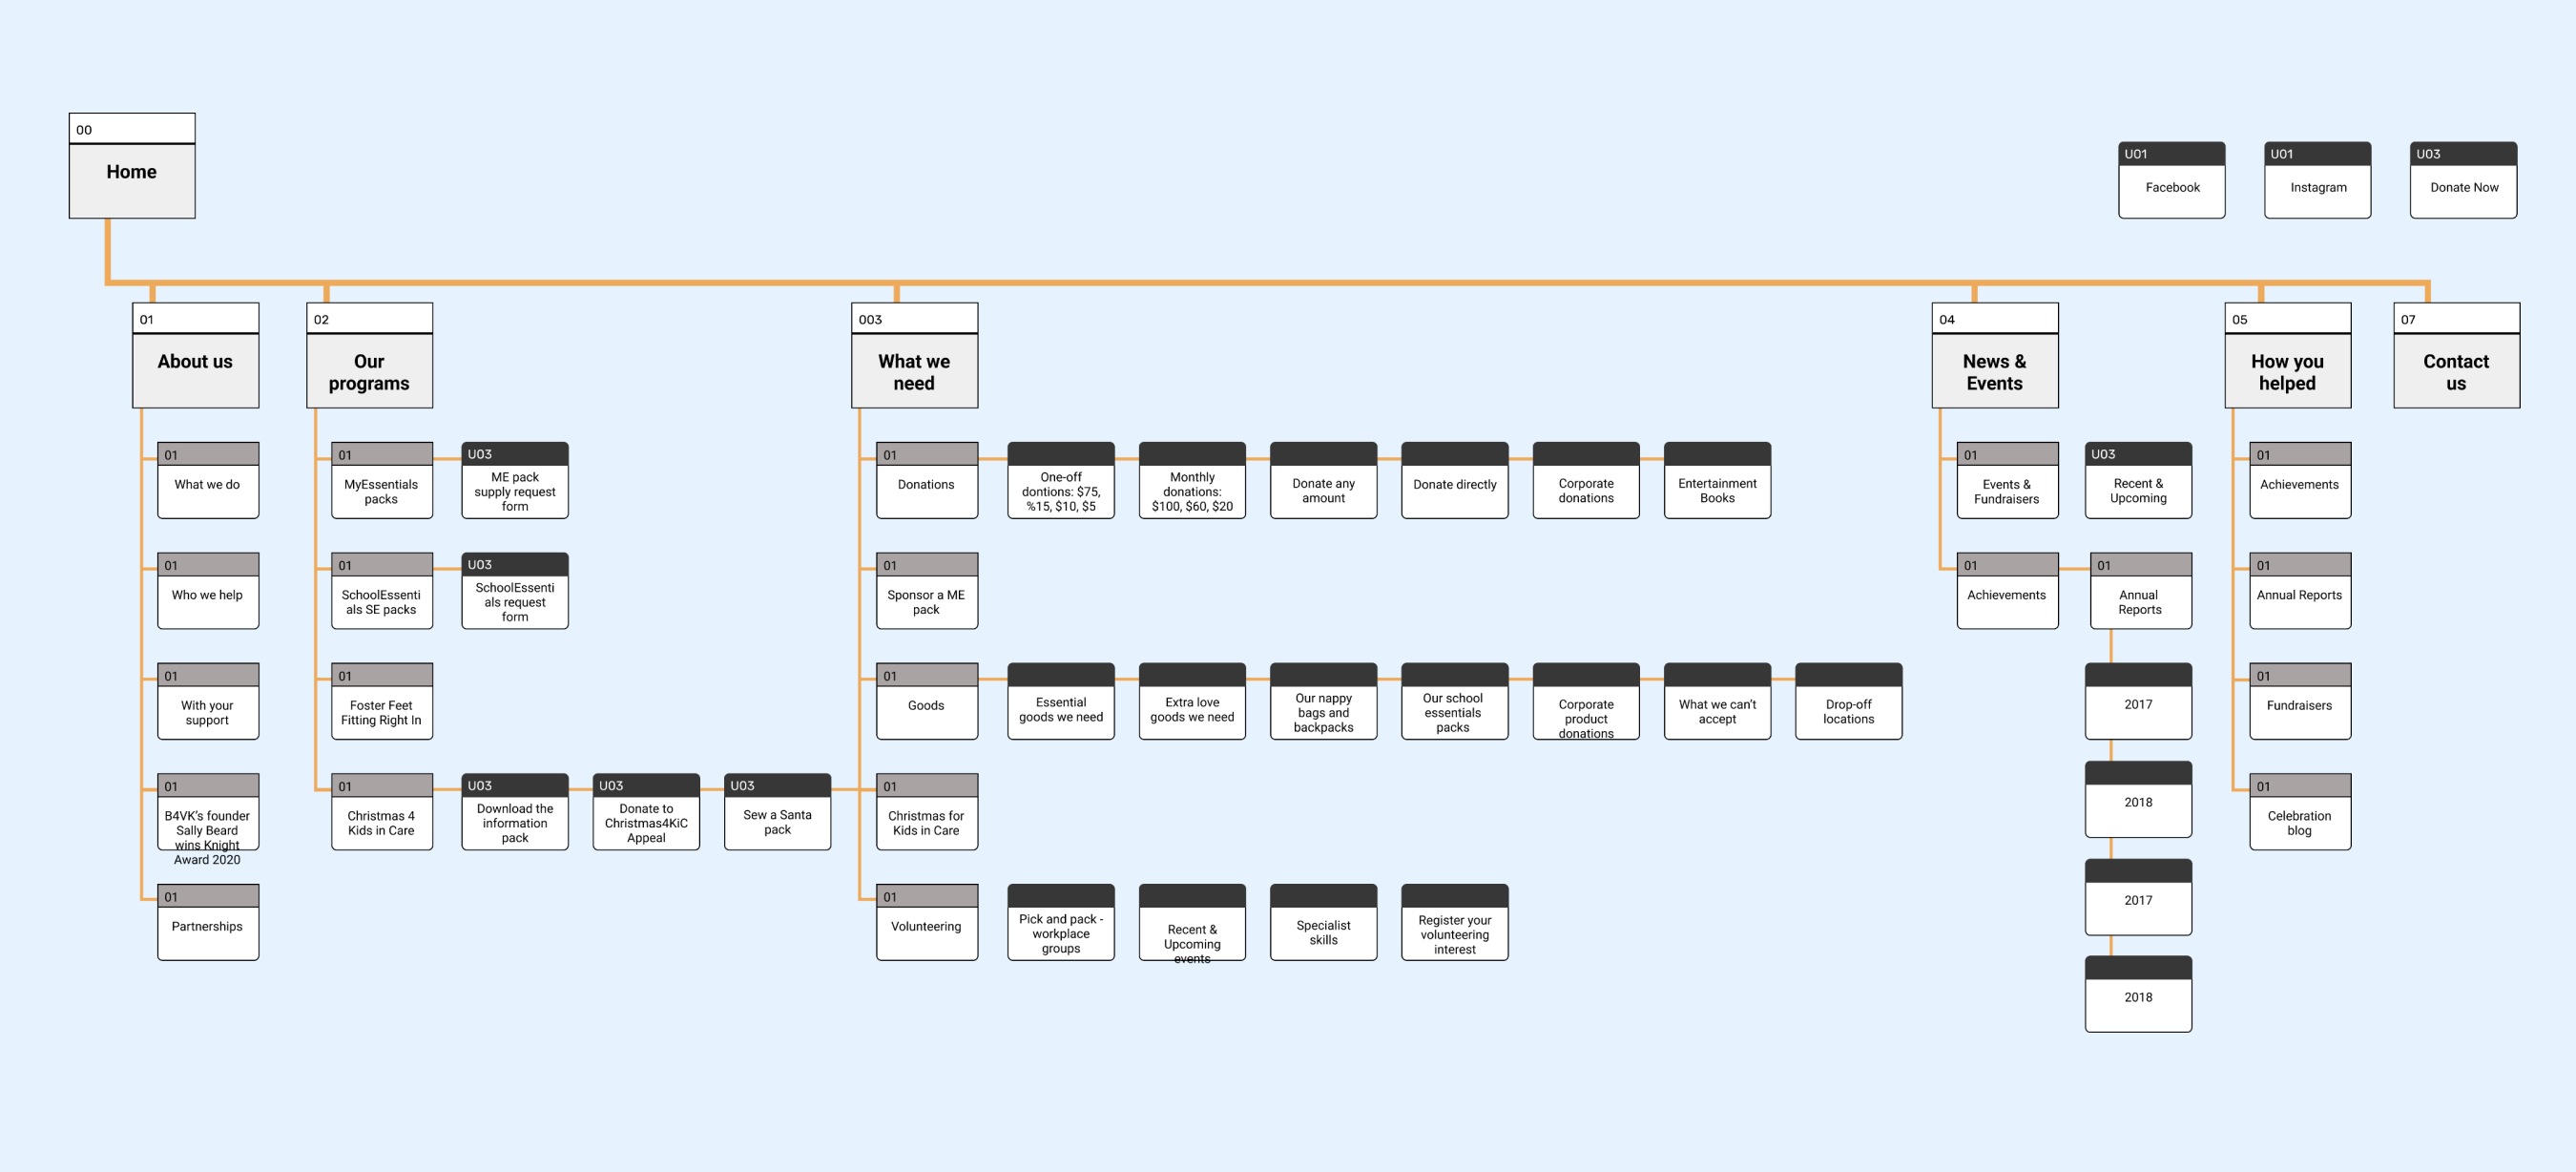 00
Home
U01
Facebook
U01
Instagram
U03
Donate Now
01
About us
02
Our
programs
003
What we
need
04
News &
Events
05
How you
helped
07
Contact
us
01
What we do
01
MyEssentials
packs
U03
ME pack
supply request
form
01
Donations
One-off
dontions: $75,
%15, $10, $5
Monthly
donations:
$100, $60, $20
Donate any
amount
Donate directly
Corporate
donations
Entertainment
Books
01
Events &
Fundraisers
U03
Recent &
Upcoming
01
Achievements
01
Who we help
01
SchoolEssenti
als SE packs
U03
SchoolEssenti
als request
form
01
Sponsor a ME
pack
01
Achievements
01
Annual
Reports
01
Annual Reports
01
With your
support
01
Foster Feet
Fitting Right In
01
Goods
Essential
goods we need
Extra love
goods we need
Our nappy
bags and
backpacks
Our school
essentials
packs
Corporate
product
donations
What we can't
accept
Drop-off
locations
2017
01
Fundraisers
01
B4VK's founder
Sally Beard
wins Knight
Award 2020
01
Christmas 4
Kids in Care
U03
Download the
information
pack
U03
Donate to
Christmas4KiC
Appeal
U03
Sew a Santa
pack
01
Christmas for
Kids in Care
2018
01
Celebration
blog
01
Partnerships
01
Volunteering
Pick and pack -
workplace
groups
Recent &
Upcoming
events
Specialist
skills
Register your
volunteering
interest
2017
2018